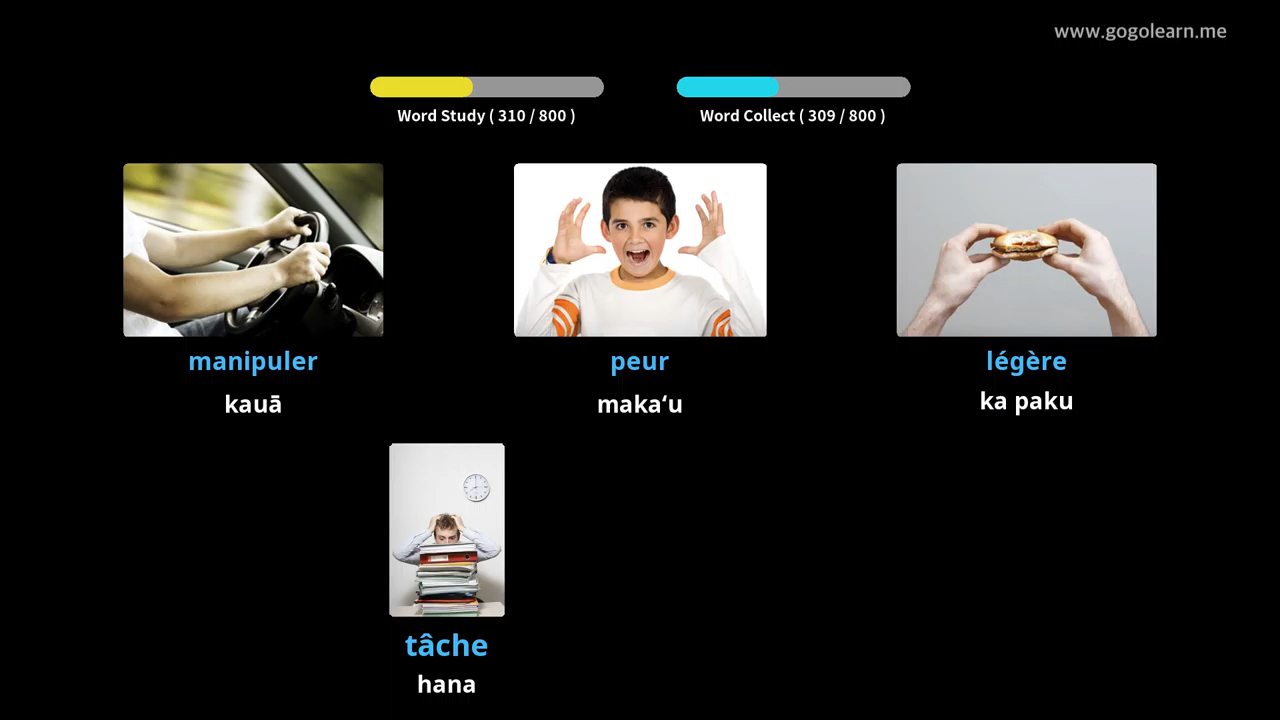 www.gogolearn.me
Word Study ( 310 / 800 )
Word Collect ( 309 / 800 )
manipuler
kauā
peur
makaʻu
légère
ka paku
tâche
hana